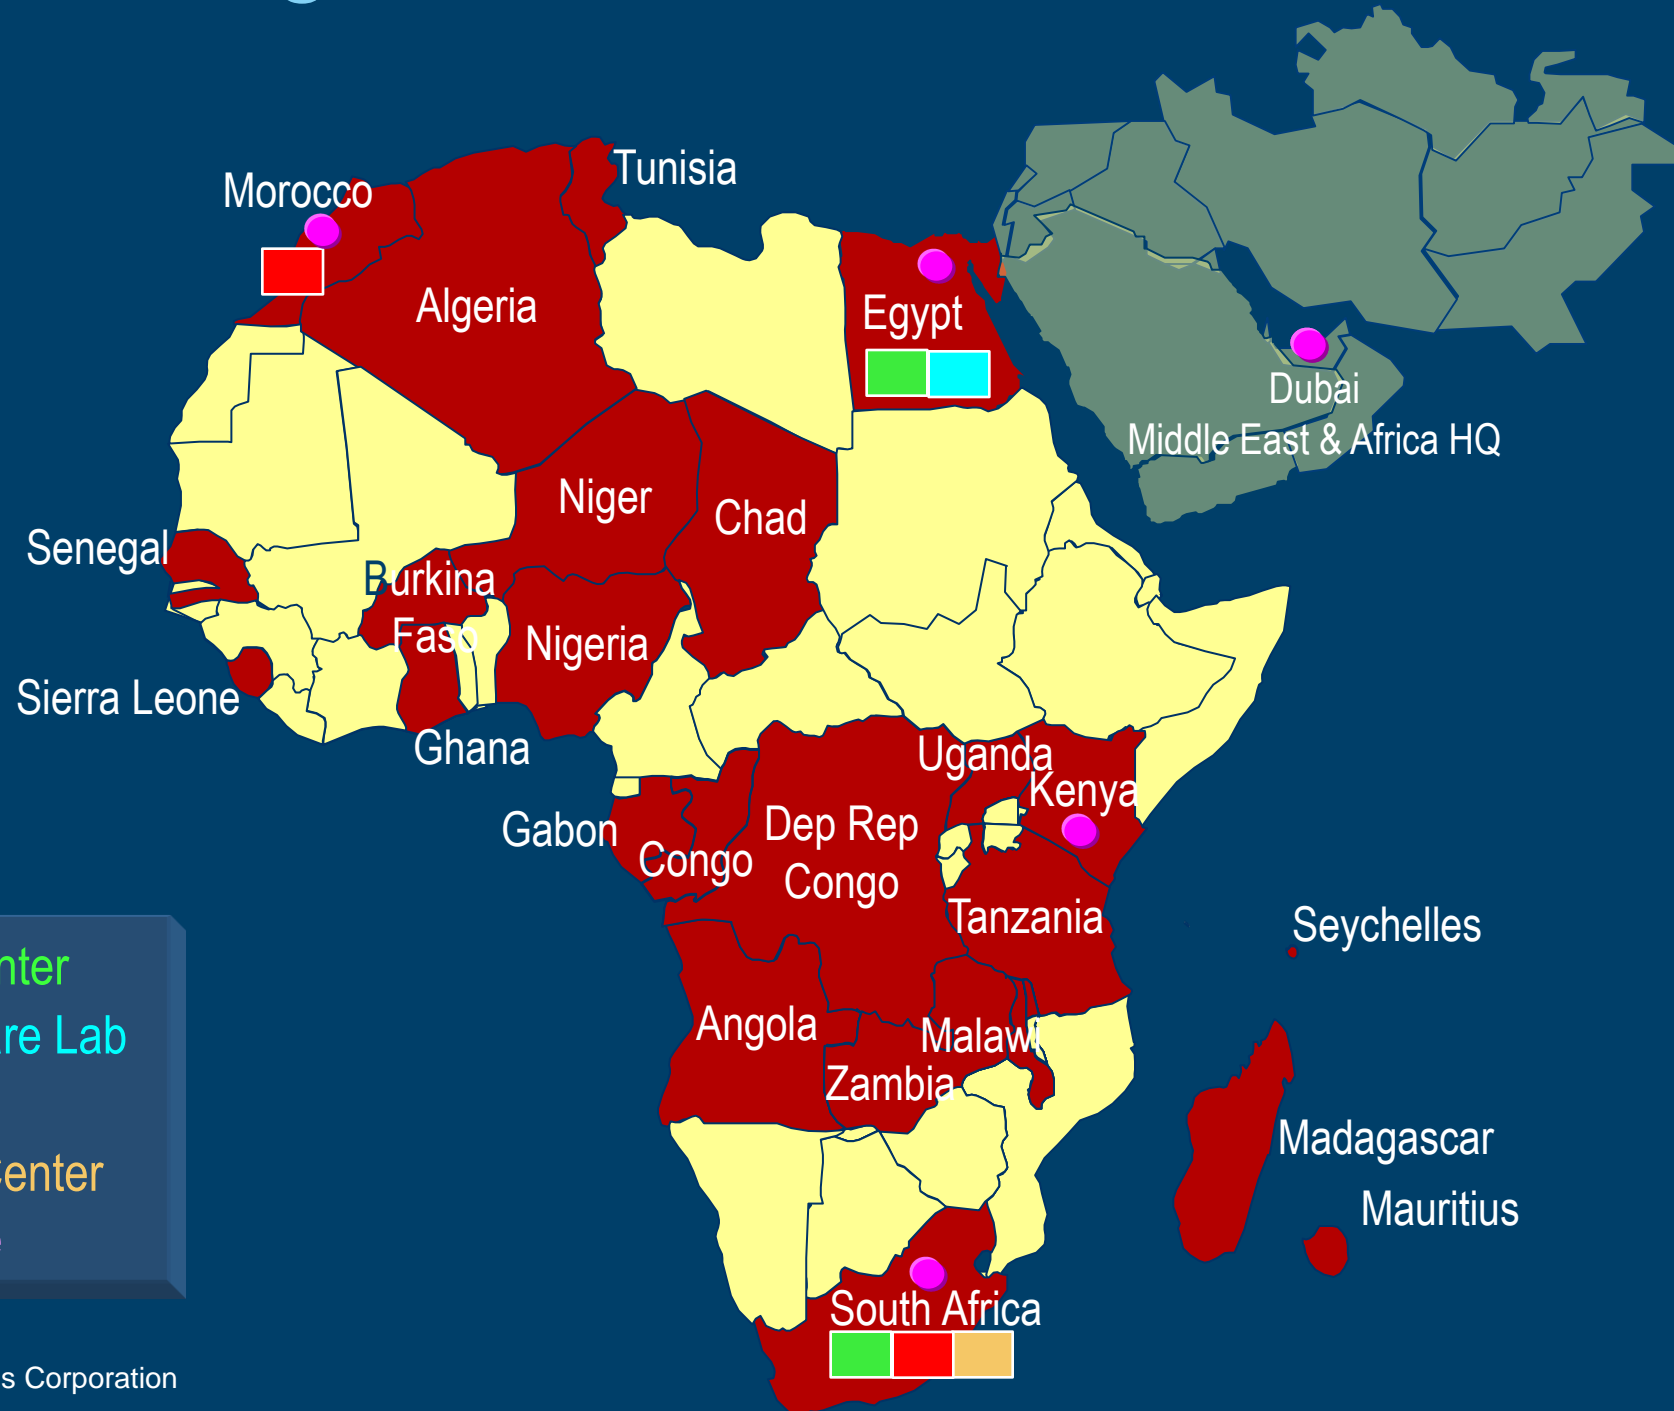 Tunisia
Morocco
Algeria
Egypt
Dubai
Middle East & Africa HQ
Niger
Chad
Senegal
Burkina
Faso
Nigeria
Sierra Leone
Ghana
Uganda
Kenya
Gabon
Congo
Dep Rep
Congo
Tanzania
Seychelles
Angola
Malawi
Zambia
Madagascar
Mauritius
South Africa
nter
re Lab
Center
s Corporation